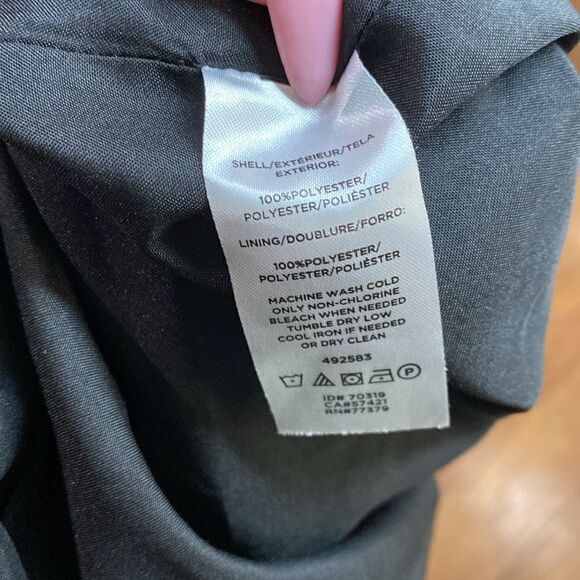 SHELL/EXTÉRIEUR/TELA
EXTERIOR:
100%POLYESTER/
POLYESTER/POLIÉSTER
LINING/DOUBLURE/FORRO:
100%POLYESTER/
POLYESTER/POLIÉSTER
MACHINE WASH COLD
ONLY NON-CHLORINE
BLEACH WHEN NEEDED
TUMBLE DRY LOW
COOL IRON IF NEEDED
OR DRY CLEAN
492583
P
ID# 70319
CA#57421
RN#77379